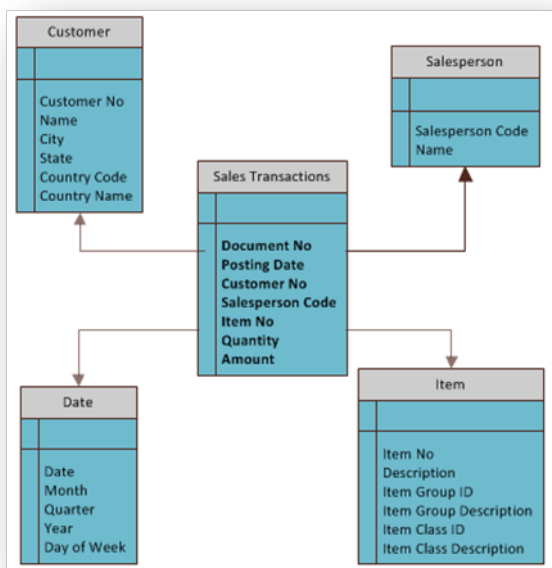 Customer
Customer No
Name
City
State
Country Code
Country Name
Salesperson
Salesperson Code
Name
Sales Transactions
Document No
Posting Date
Customer No
Salesperson Code
Item No
Quantity
Amount
Date
Date
Month
Quarter
Year
Day of Week
Item
Item No
Description
Item Group ID
Item Group Description
Item Class ID
Item Class Description